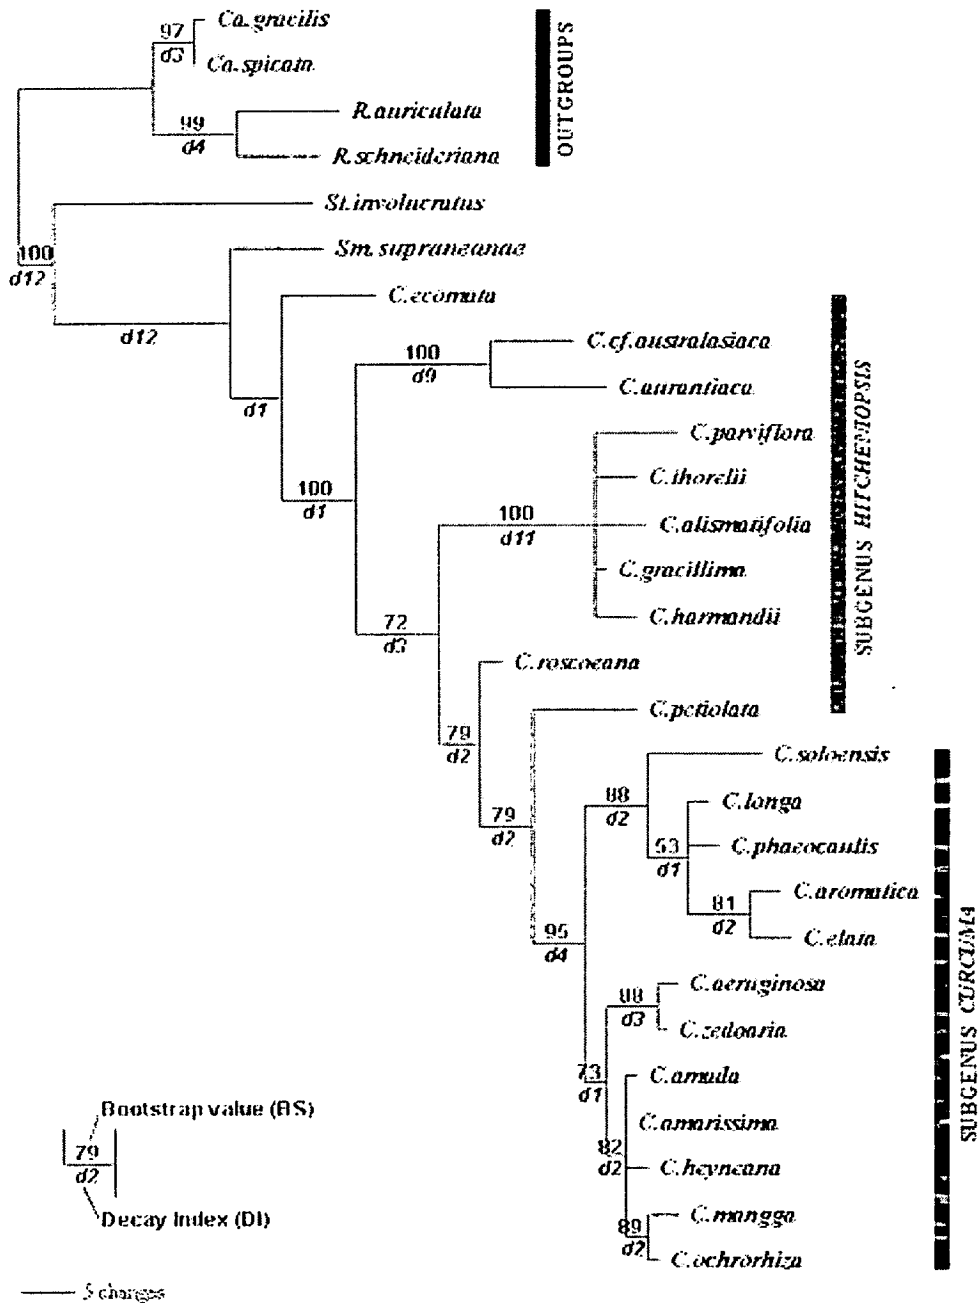 Ca.gracilis
97
d3
Ca.spicata
99
d4
R.auriculata
R.schneideriana
OUTGROUPS
St.involucratus
100
d12
Sm.supraneanae
d12
C.ecomata
d1
100
d9
C.cf.australasiaca
C.aurantiaca
C.parviflora
C.thorelii
100
d1
100
d11
C.alismatifolia
C.gracillima
C.harmandii
SUBGENUS HITCHENIOPSIS
72
d3
C.roscoeana
C.petiolata
79
d2
C.soloensis
79
d2
88
d2
C.longa
C.phaeocaulis
53
d1
81
d2
C.aromatica
C.elata
95
d4
C.aeruginosa
88
d3
C.zedoaria
73
d1
C.amada
C.amarissima
82
d2
C.heyneana
C.mangga
89
d2
C.ochrorhiza
SUBGENUS CURCUMA
Bootstrap value (BS)
79
d2
Decay Index (DI)
5 changes